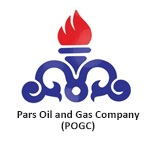 Pars Oil and Gas Company
(POGC)